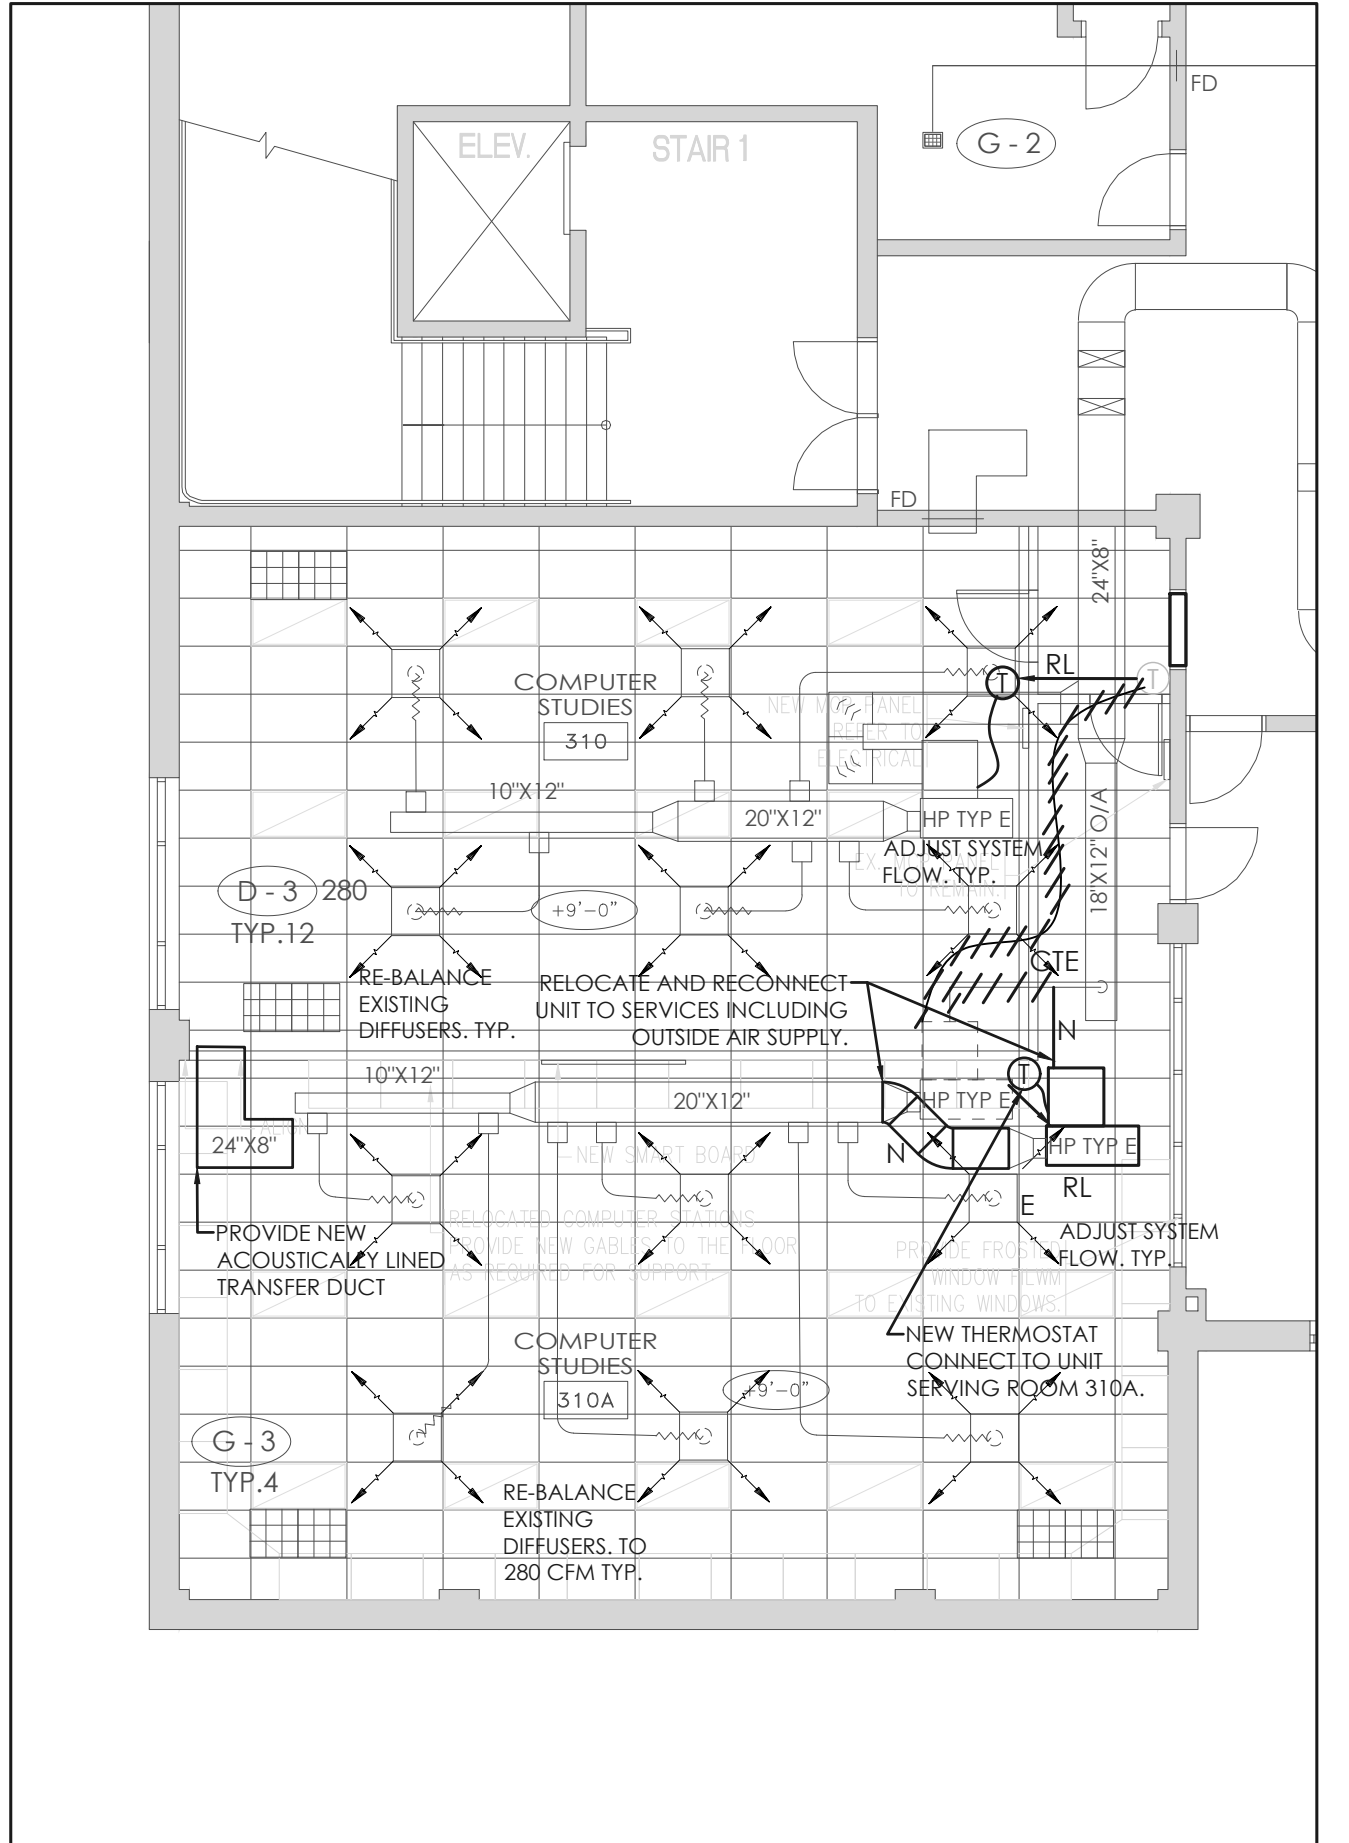 FD
ELEV.
STAIR 1
G - 2
FD
24"X8"
RL
T
T
COMPUTER
STUDIES
310
NEW MCR PANEL
REFER TO
ELECTRICAL
10"X12"
20"X12"
HP TYP E
18"X12" O/A
ADJUST SYSTEM
FLOW. TYP.
EX. MCR PANEL
TO REMAIN.
D - 3
280
TYP.12
+9'-0"
RE-BALANCE
EXISTING
DIFFUSERS. TYP.
RELOCATE AND RECONNECT
UNIT TO SERVICES INCLUDING
OUTSIDE AIR SUPPLY.
CTE
N
T
10"X12"
20"X12"
HP TYP E
ALIGN
24"X8"
NEW SMART BOARD
N
HP TYP E
RL
E
PROVIDE NEW
ACOUSTICALLY LINED
TRANSFER DUCT
RELOCATED COMPUTER STATIONS
PROVIDE NEW GABLES TO THE FLOOR
AS REQUIRED FOR SUPPORT.
ADJUST SYSTEM
FLOW. TYP.
PROVIDE FROSTED
WINDOW FILWM
TO EXISTING WINDOWS.
NEW THERMOSTAT
CONNECT TO UNIT
SERVING ROOM 310A.
COMPUTER
STUDIES
310A
+9'-0"
G - 3
TYP.4
RE-BALANCE
EXISTING
DIFFUSERS. TO
280 CFM TYP.